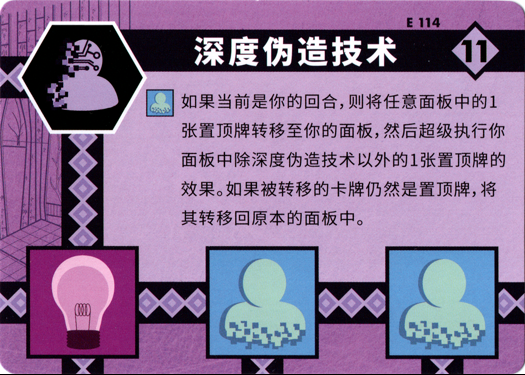 E 114
深度伪造技术
11
如果当前是你的回合，则将任意面板中的1
张置顶牌转移至你的面板，然后超级执行你
面板中除深度伪造技术以外的1张置顶牌的
效果。如果被转移的卡牌仍然是置顶牌，将
其转移回原本的面板中。